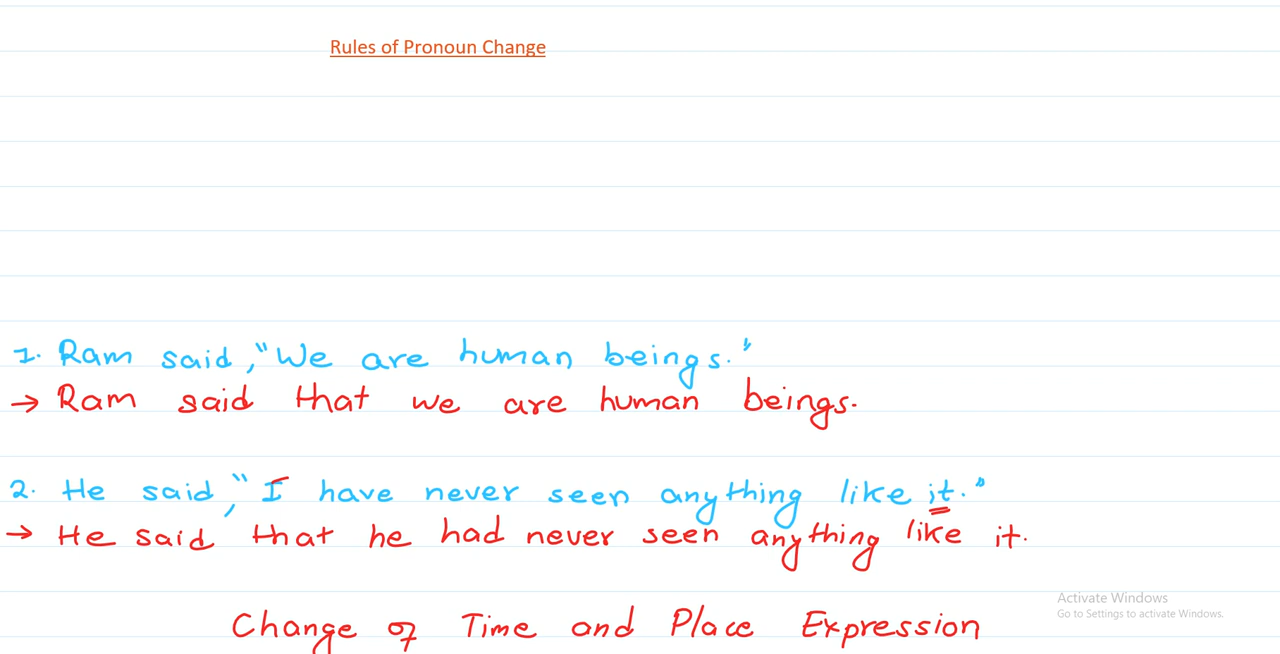 Rules of Pronoun Change
1. Ram said, "We are human beings."
→ Ram said that we are human beings.
2. He said, "I have never seen anything like it."
→ He said that he had never seen anything like it.
Activate Windows
Go to Settings to activate Windows.
Change of Time and Place Expression